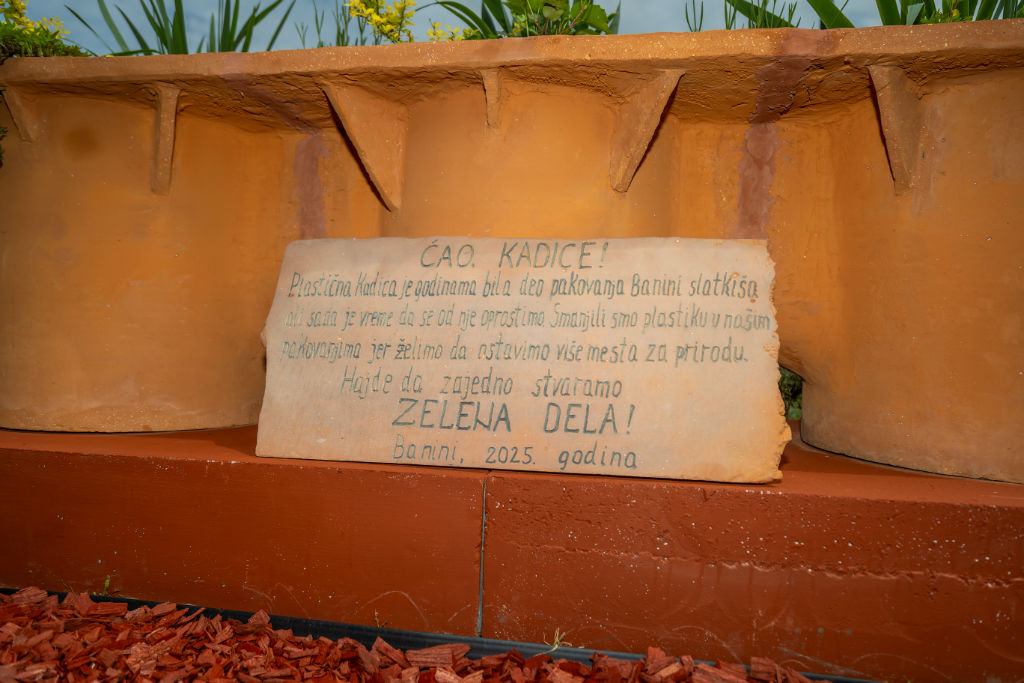 ĆAO KADICE!
Plastična Kadica je godinama bila deo pakovanja Banini slatkiša
sada je vreme da se od nje oprostimo. Smanjili smo plastiku u našim
pakovanjima jer želimo da ostavimo više mesta za prirodu.
Hajde da zajedno stvaramo
ZELENA DELA!
Banini, 2025. godina